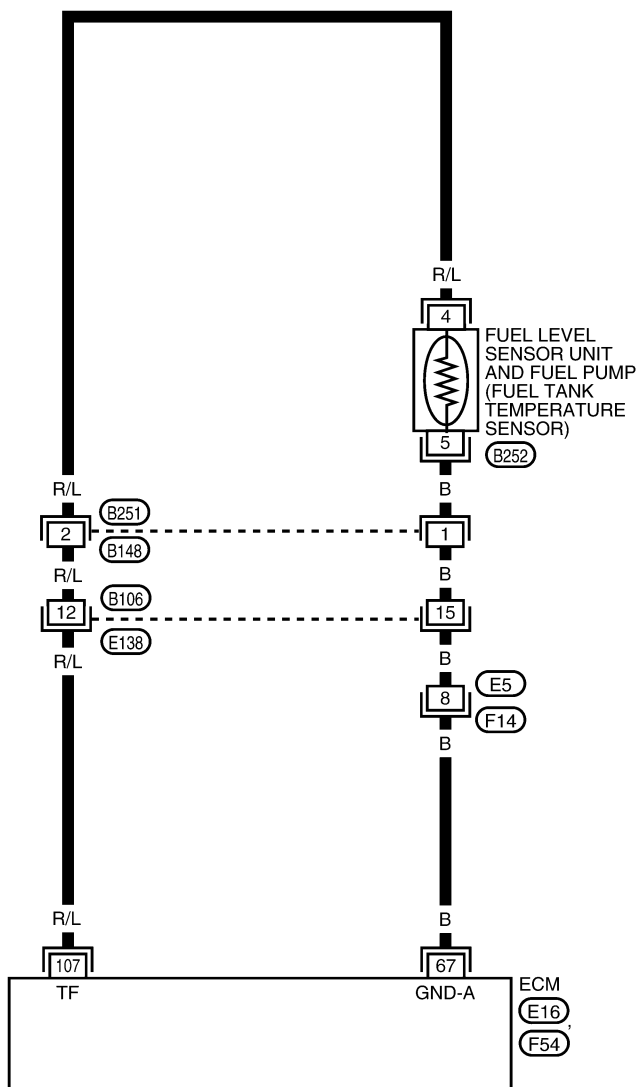 R/L
4
FUEL LEVEL
SENSOR UNIT
AND FUEL PUMP
(FUEL TANK
TEMPERATURE
SENSOR)
5
B252
R/L
B
B251
2
1
B148
R/L
B
B106
12
15
E138
R/L
B
E5
8
F14
B
R/L
B
107
67
TF
GND-A
ECM
E16
,
F54